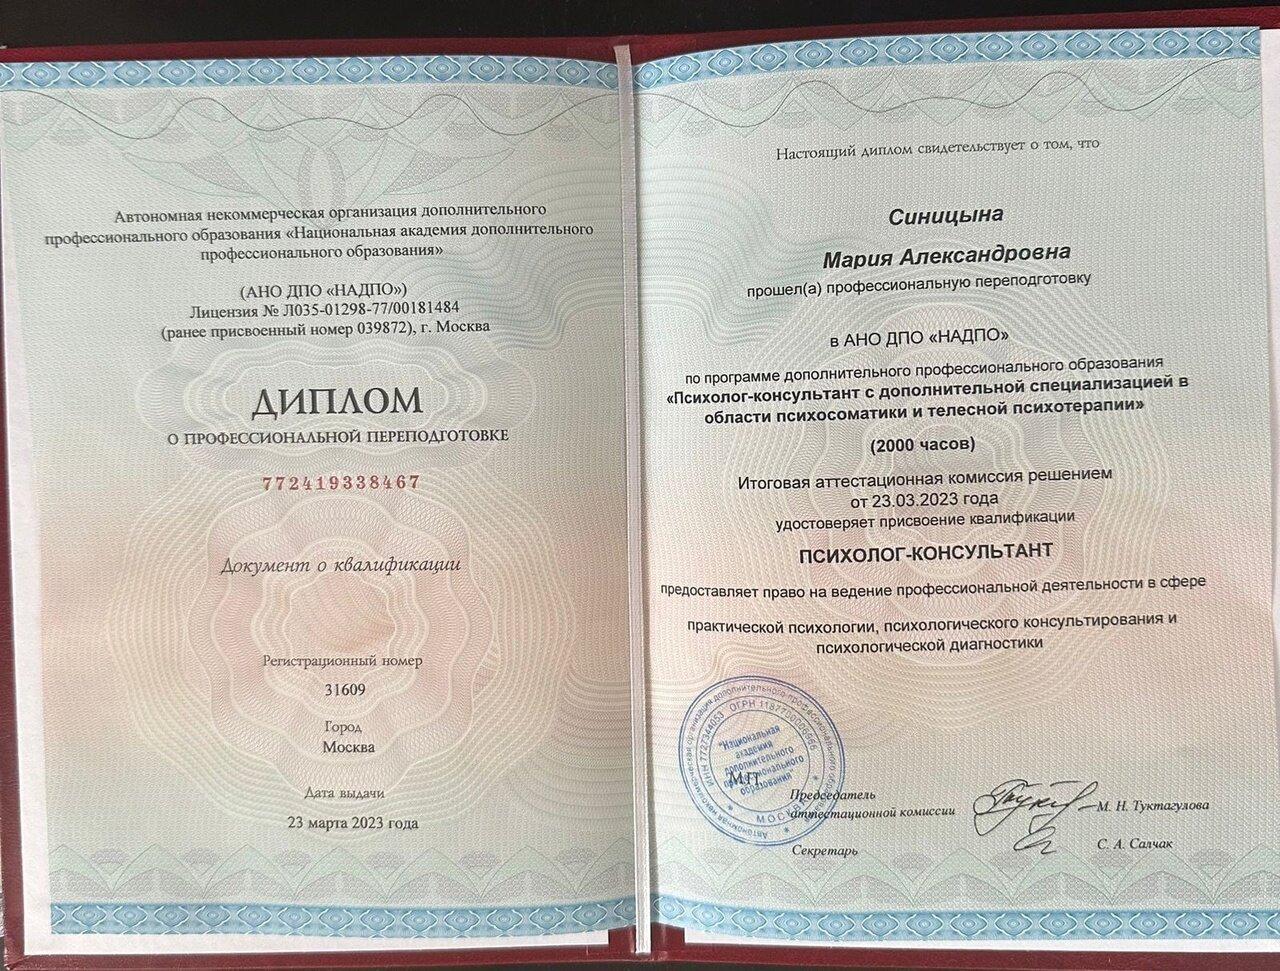 Автономная некоммерческая организация дополнительного
профессионального образования «Национальная академия дополнительного
профессионального образования»
(АНО ДПО «НАДПО»)
Лицензия № Л035-01298-77/00181484
(ранее присвоенный номер 039872), г. Москва
ДИПЛОМ
О ПРОФЕССИОНАЛЬНОЙ ПЕРЕПОДГОТОВКЕ
772419338467
Документ о квалификации
Регистрационный номер
31609
Город
Москва
Дата выдачи
23 марта 2023 года
Настоящий диплом свидетельствует о том, что
Синицына
Мария Александровна
прошел(а) профессиональную переподготовку
в АНО ДПО «НАДПО»
по программе дополнительного профессионального образования
«Психолог-консультант с дополнительной специализацией в
области психосоматики и телесной психотерапии»
(2000 часов)
Итоговая аттестационная комиссия решением
от 23.03.2023 года
удостоверяет присвоение квалификации
ПСИХОЛОГ-КОНСУЛЬТАНТ
предоставляет право на ведение профессиональной деятельности в сфере
практической психологии, психологического консультирования и
психологической диагностики
"Национальная
академия
дополнительного
профессионального
образования"
МОСКВА
М.П.
Председатель
аттестационной комиссии
М. Н. Туктагулова
Секретарь
С. А. Салчак